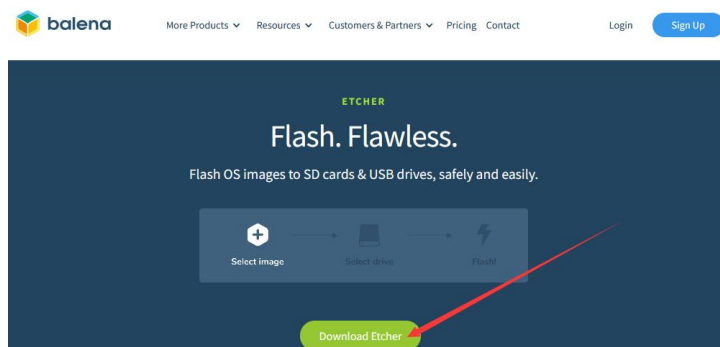 balena
More Products Resources Customers & Partners Pricing Contact Login Sign Up
ETCHER
Flash. Flawless.
Flash OS images to SD cards & USB drives, safely and easily.
Select image Select drive Flash!
Download Etcher